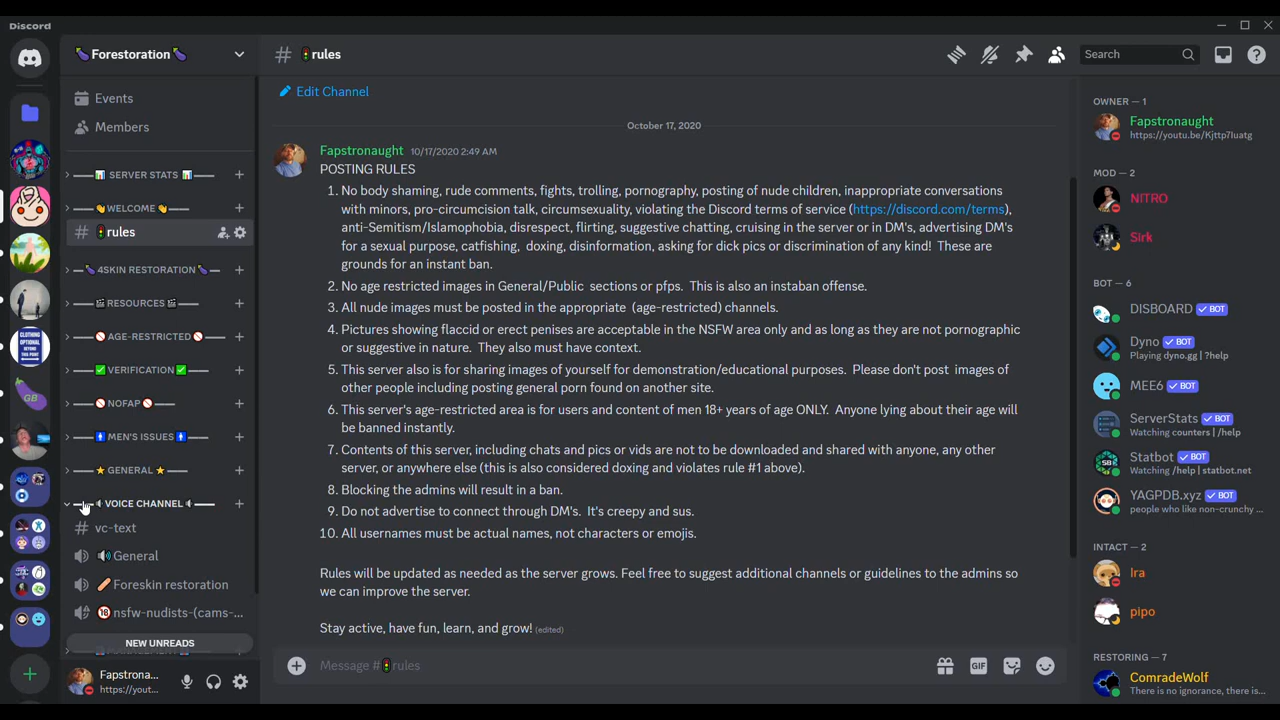 Discord
Forestoration
Events
Members
SERVER STATS
WELCOME
rules
4SKIN RESTORATION
RESOURCES
AGE-RESTRICTED
VERIFICATION
NOFAP
MEN'S ISSUES
GENERAL
VOICE CHANNEL
vc-text
General
Foreskin restoration
nsfw-nudists-(cams-...
NEW UNREADS
Fapstrona...
https://yout...
rules
Search
Edit Channel
October 17, 2020
Fapstronaught 10/17/2020 2:49 AM
POSTING RULES
1. No body shaming, rude comments, fights, trolling, pornography, posting of nude children, inappropriate conversations
with minors, pro-circumcision talk, circumsexuality, violating the Discord terms of service (https://discord.com/terms),
anti-Semitism/Islamophobia, disrespect, flirting, suggestive chatting, cruising in the server or in DM's, advertising DM's
for a sexual purpose, catfishing, doxing, disinformation, asking for dick pics or discrimination of any kind! These are
grounds for an instant ban.
2. No age restricted images in General/Public sections or pfps. This is also an instaban offense.
3. All nude images must be posted in the appropriate (age-restricted) channels.
4. Pictures showing flaccid or erect penises are acceptable in the NSFW area only and as long as they are not pornographic
or suggestive in nature. They also must have context.
5. This server also is for sharing images of yourself for demonstration/educational purposes. Please don't post images of
other people including posting general porn found on another site.
6. This server's age-restricted area is for users and content of men 18+ years of age ONLY. Anyone lying about their age will
be banned instantly.
7. Contents of this server, including chats and pics or vids are not to be downloaded and shared with anyone, any other
server, or anywhere else (this is also considered doxing and violates rule #1 above).
8. Blocking the admins will result in a ban.
9. Do not advertise to connect through DM's. It's creepy and sus.
10. All usernames must be actual names, not characters or emojis.
Rules will be updated as needed as the server grows. Feel free to suggest additional channels or guidelines to the admins so
we can improve the server.
Stay active, have fun, learn, and grow! (edited)
Message #rules
GIF
OWNER — 1
Fapstronaught
https://youtu.be/Kjttp7Iuatg
MOD — 2
NITRO
Sirk
BOT — 6
DISBOARD ✓ BOT
Dyno ✓ BOT
Playing dyno.gg | ?help
MEE6 ✓ BOT
ServerStats ✓ BOT
Watching counters | /help
Statbot ✓ BOT
Watching /help | statbot.net
YAGPDB.xyz ✓ BOT
people who like non-crunchy ...
INTACT — 2
Ira
pipo
RESTORING — 7
ComradeWolf
There is no ignorance, there is...
CLOTHING
OPTIONAL
BEYOND
THIS POINT
GB